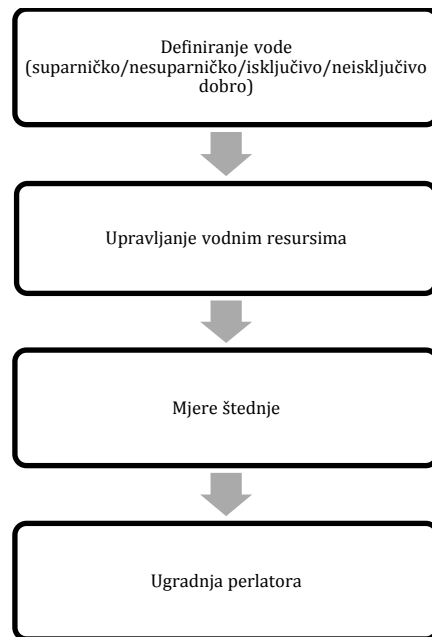 Definiranje vode
(suparničko/nesuparničko/isključivo/neisključivo
dobro)
Upravljanje vodnim resursima
Mjere štednje
Ugradnja perlatora